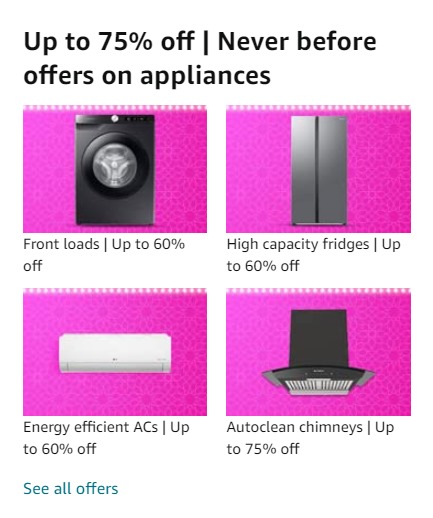 Up to 75% off | Never before
offers on appliances
Front loads | Up to 60%
off
High capacity fridges | Up
to 60% off
Energy efficient ACs | Up
to 60% off
Autoclean chimneys | Up
to 75% off
See all offers